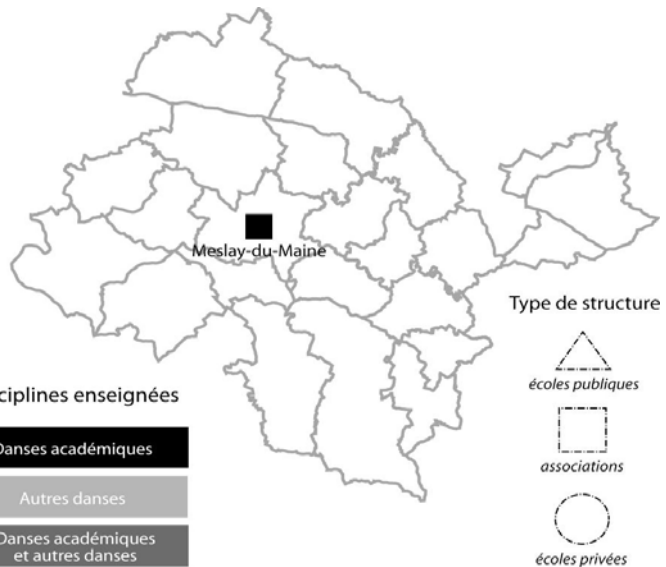 Meslay-du-Maine
Type de structure
écoles publiques
associations
écoles privées
ciplines enseignées
Danses académiques
Autres danses
Danses académiques
et autres danses